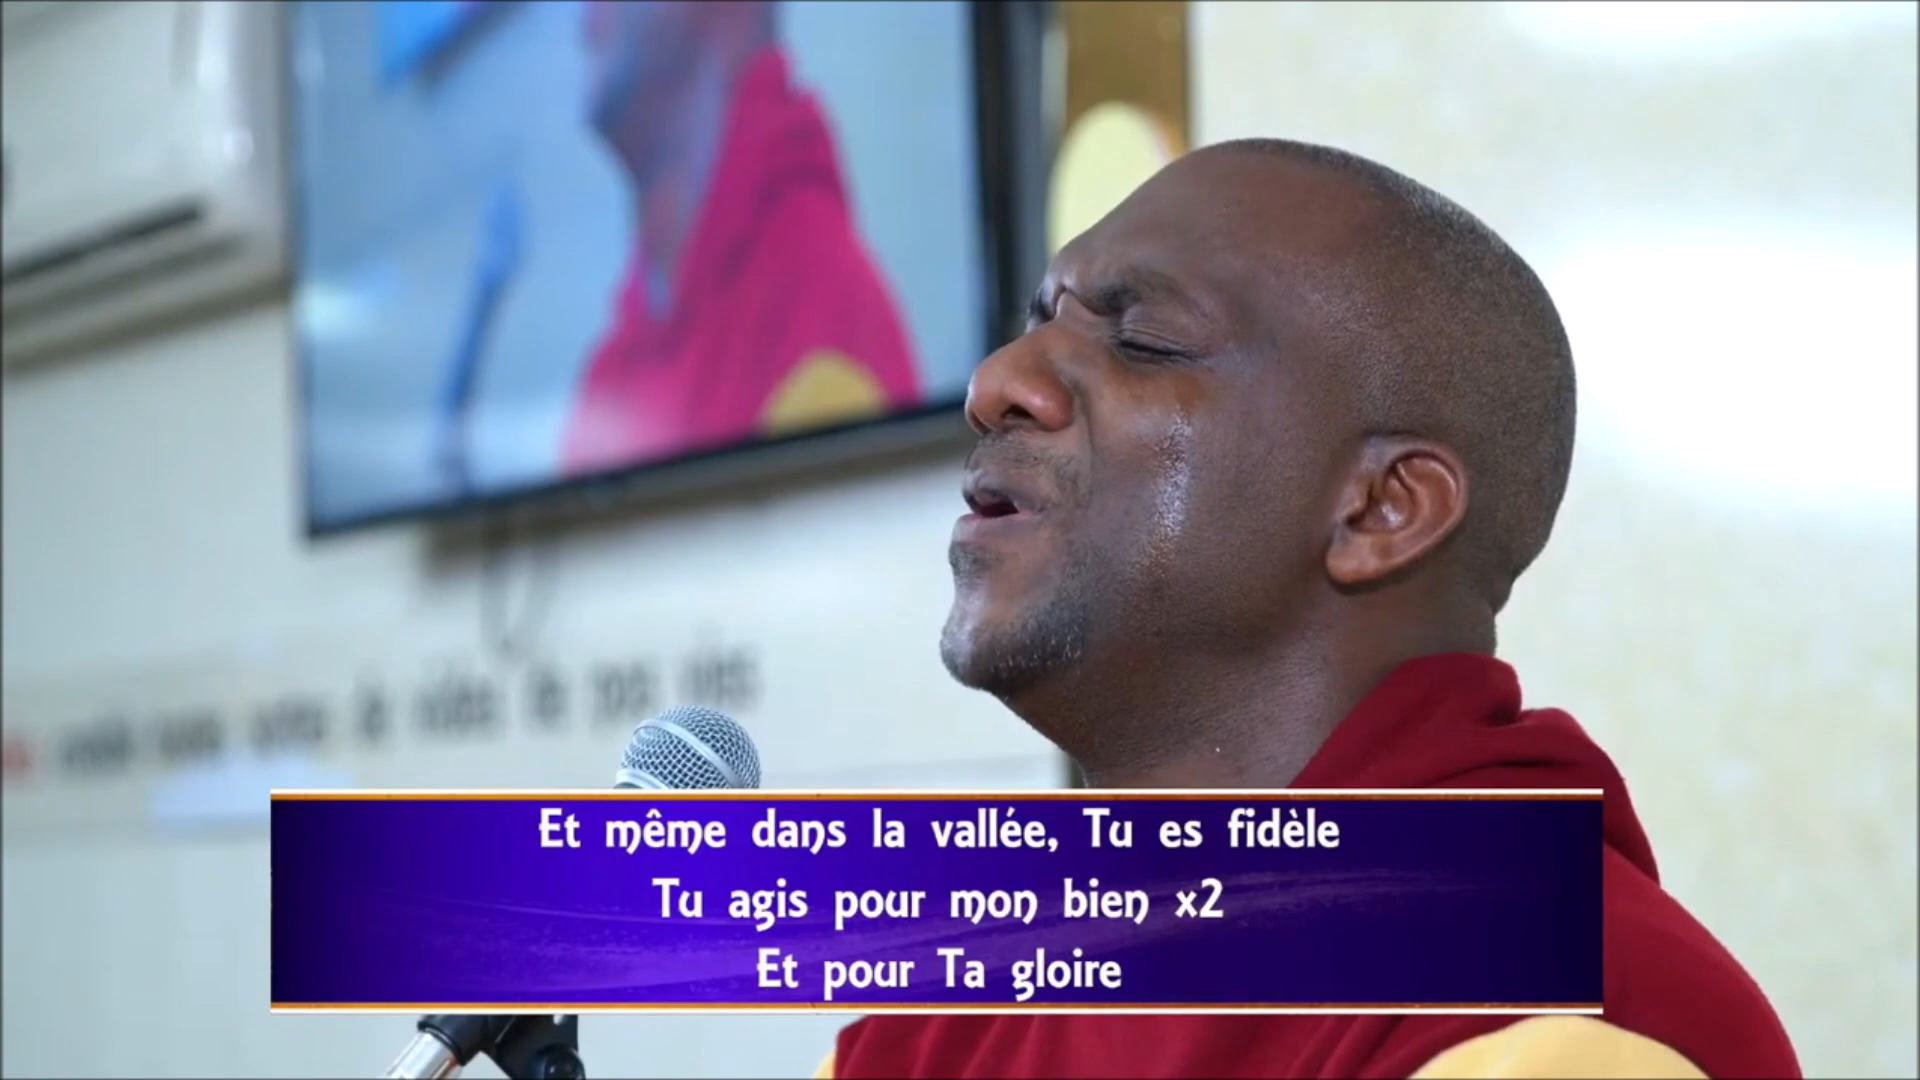 Et même dans la vallée, Tu es fidèle
Tu agis pour mon bien x2
Et pour Ta gloire